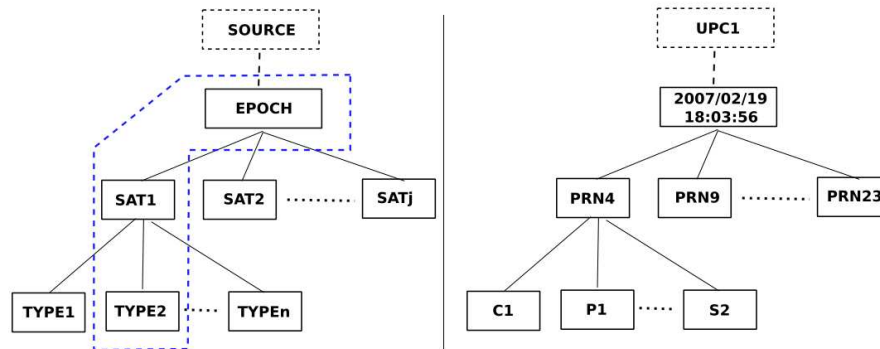 SOURCE
EPOCH
SAT1 SAT2 SATj
TYPE1 TYPE2 TYPEn
UPC1
2007/02/19
18:03:56
PRN4 PRN9 PRN23
C1 P1 S2